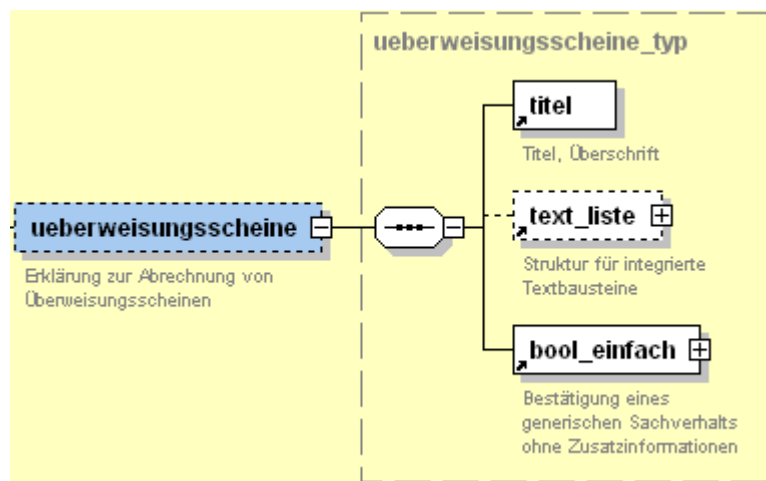 ueberweisungsscheine_typ
titel
Titel, Überschrift
ueberweisungsscheine
Erklärung zur Abrechnung von
Überweisungsscheinen
text_liste
Struktur für integrierte
Textbausteine
bool_einfach
Bestätigung eines
generischen Sachverhalts
ohne Zusatzinformationen